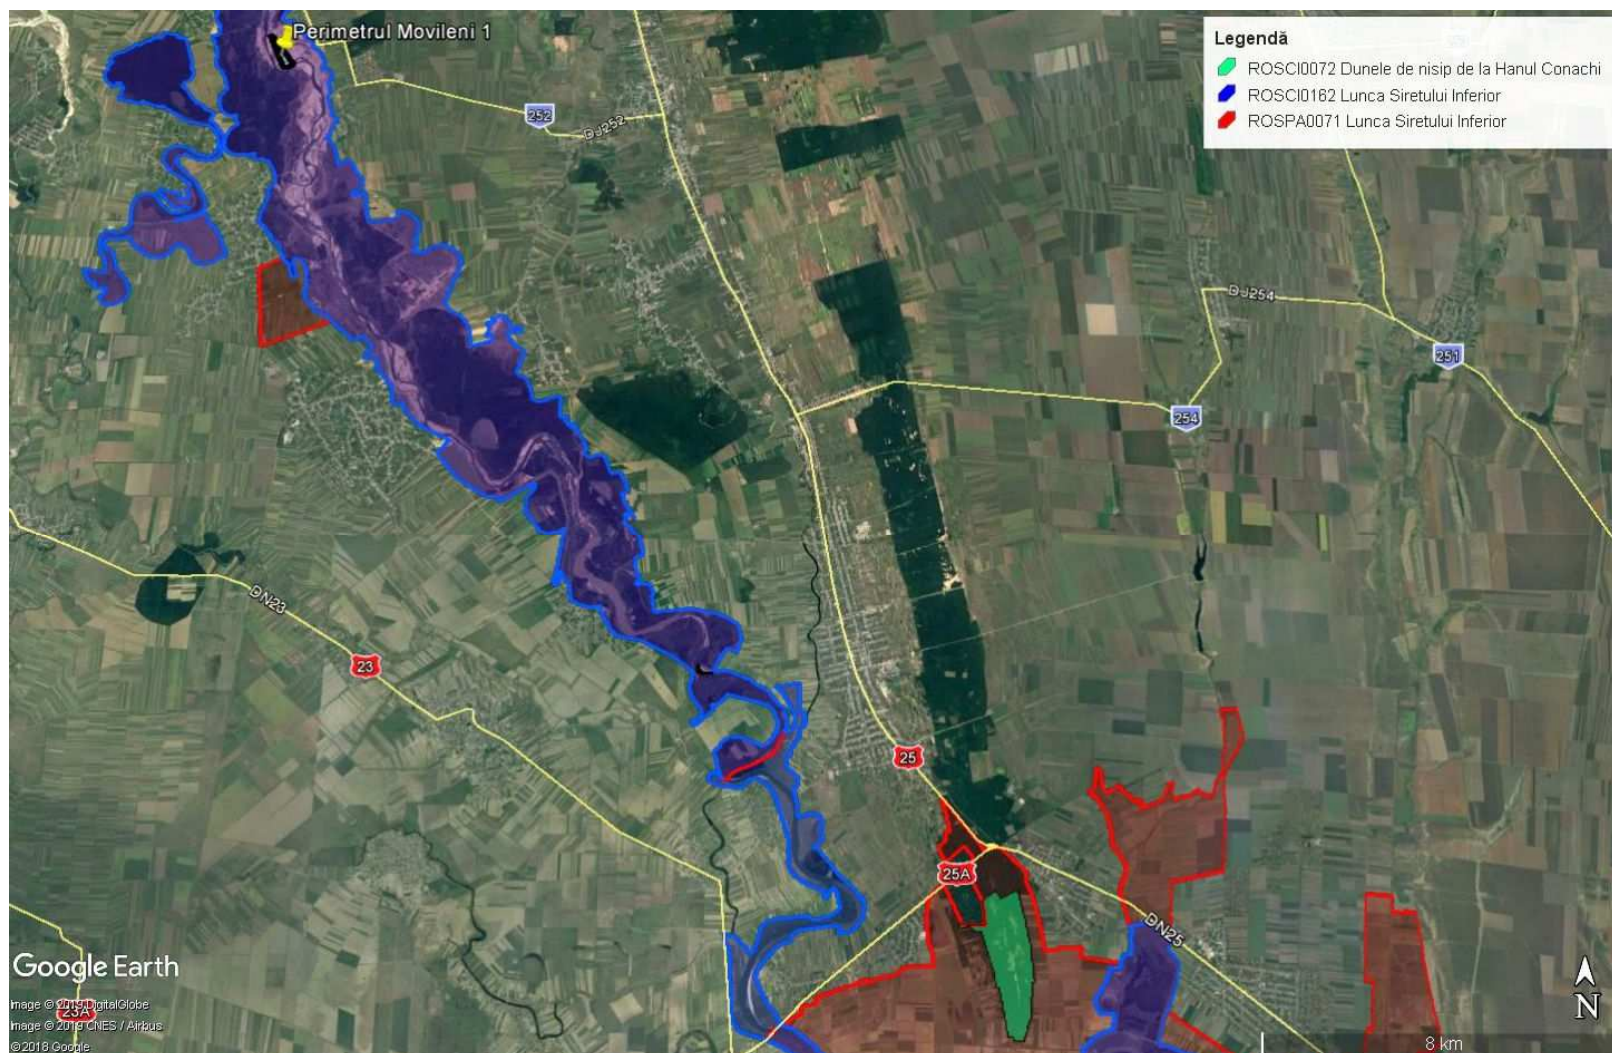 Perimetrul Movileni 1
Legendă
ROSCI0072 Dunele de nisip de la Hanul Conachi
ROSCI0162 Lunca Siretului Inferior
ROSPA0071 Lunca Siretului Inferior
252
DJ252
DJ254
251
254
DN23
23
25
25A
DN25
Google Earth
Image © 2019 DigitalGlobe
23A
Image © 2019 CNES / Airbus
© 2018 Google
N
8 km